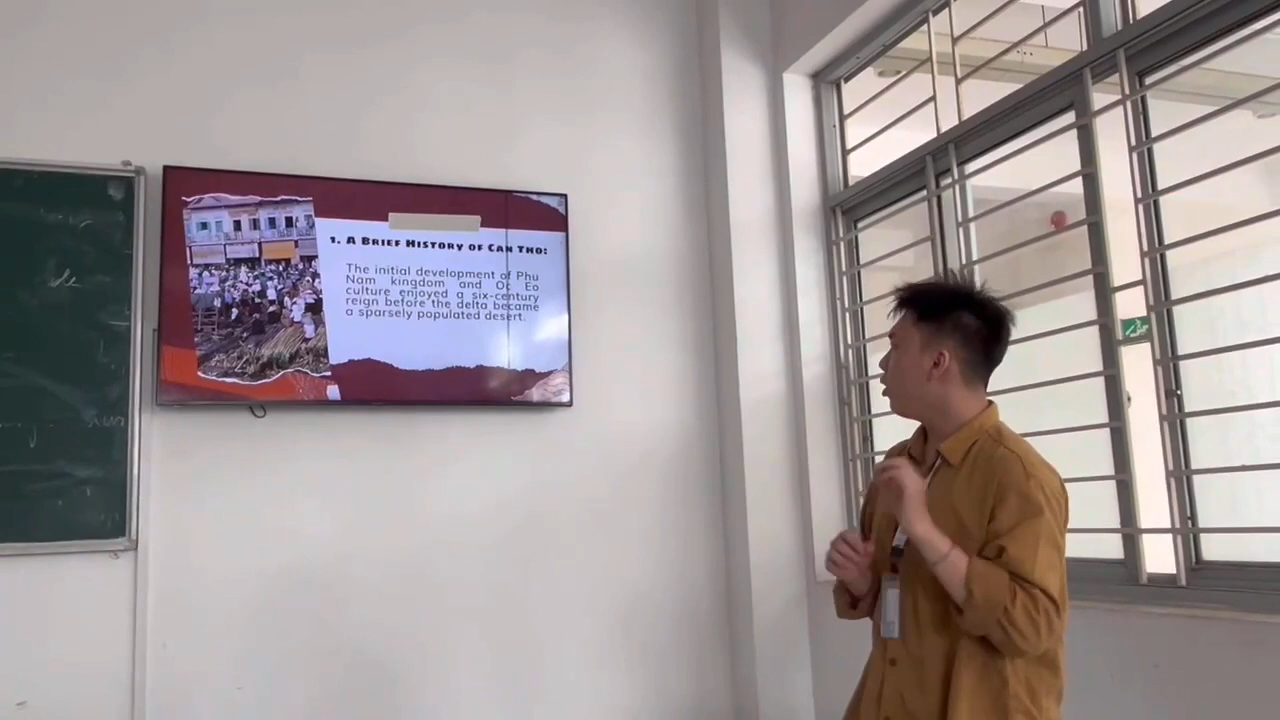 1. A BRIEF HISTORY OF CAN THO:
The initial development of Phu
Nam kingdom and Oc Eo
culture enjoyed a six-century
reign before the delta became
a sparsely populated desert.